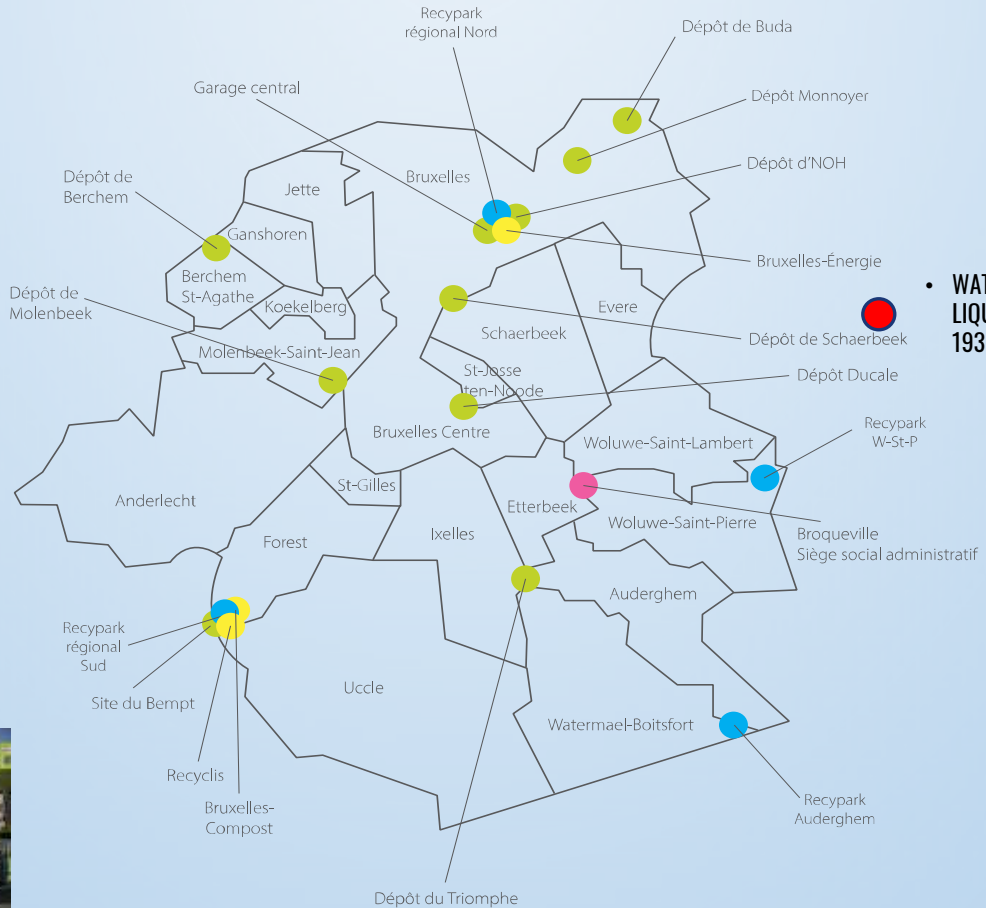 Recypark
régional Nord
Dépôt de Buda
Garage central
Dépôt Monnoyer
Dépôt d'NOH
Bruxelles
Jette
Dépôt de
Berchem
Ganshoren
Bruxelles-Énergie
Berchem
St-Agathe
Koekelberg
Evere
Dépôt de
Molenbeek
Schaerbeek
Dépôt de Schaerbeek
• WAT
LIQU
193
Molenbeek-Saint-Jean
St-Josse
ten-Noode
Dépôt Ducale
Bruxelles Centre
Woluwe-Saint-Lambert
Recypark
W-St-P
St-Gilles
Anderlecht
Etterbeek
Woluwe-Saint-Pierre
Ixelles
Forest
Broqueville
Siège social administratif
Auderghem
Recypark
régional
Sud
Uccle
Site du Bempt
Watermael-Boitsfort
Recyclis
Bruxelles-
Compost
Recypark
Auderghem
Dépôt du Triomphe